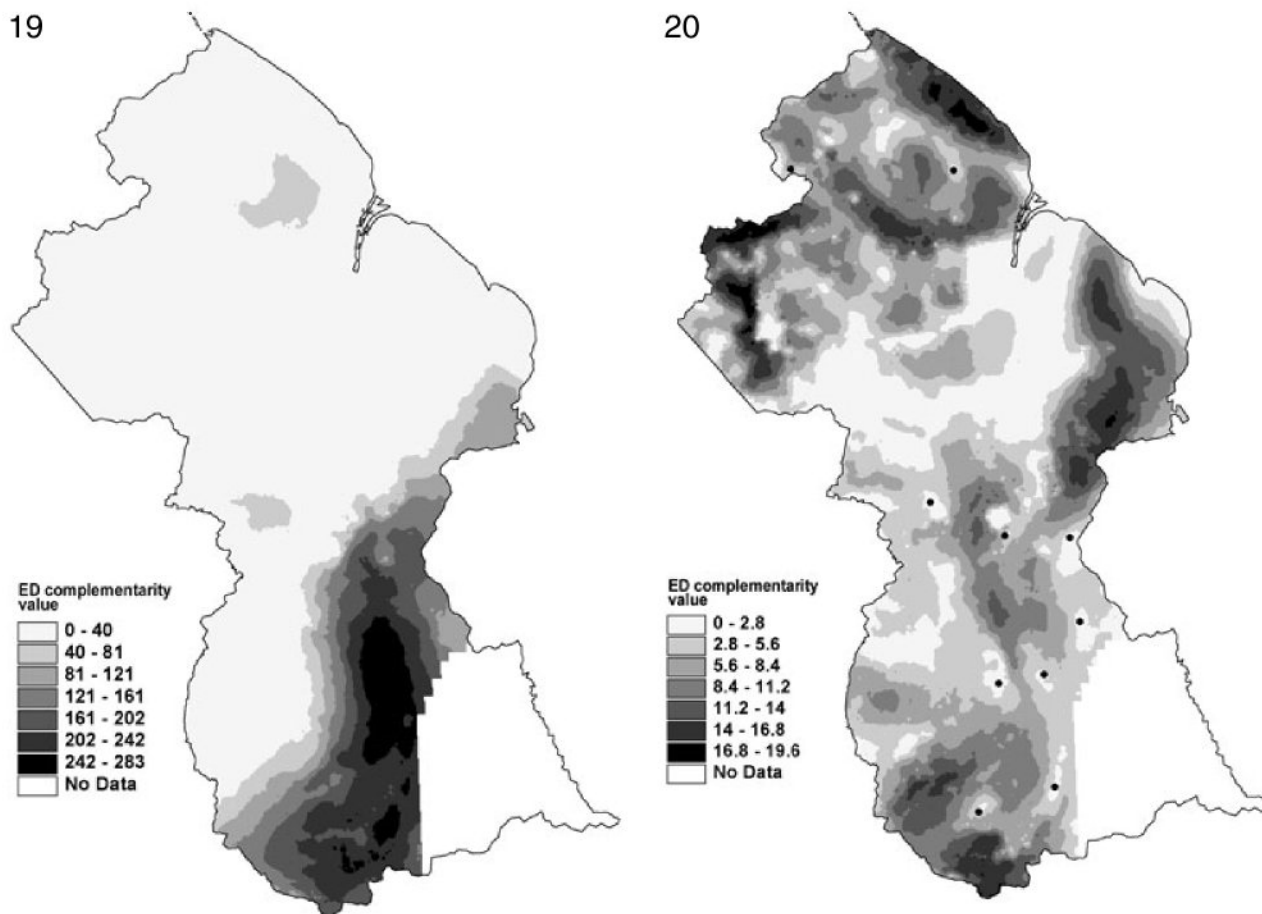 19
ED complementarity
value
0 - 40
40 - 81
81 - 121
121 - 161
161 - 202
202 - 242
242 - 283
No Data
20
ED complementarity
value
0 - 2.8
2.8 - 5.6
5.6 - 8.4
8.4 - 11.2
11.2 - 14
14 - 16.8
16.8 - 19.6
No Data